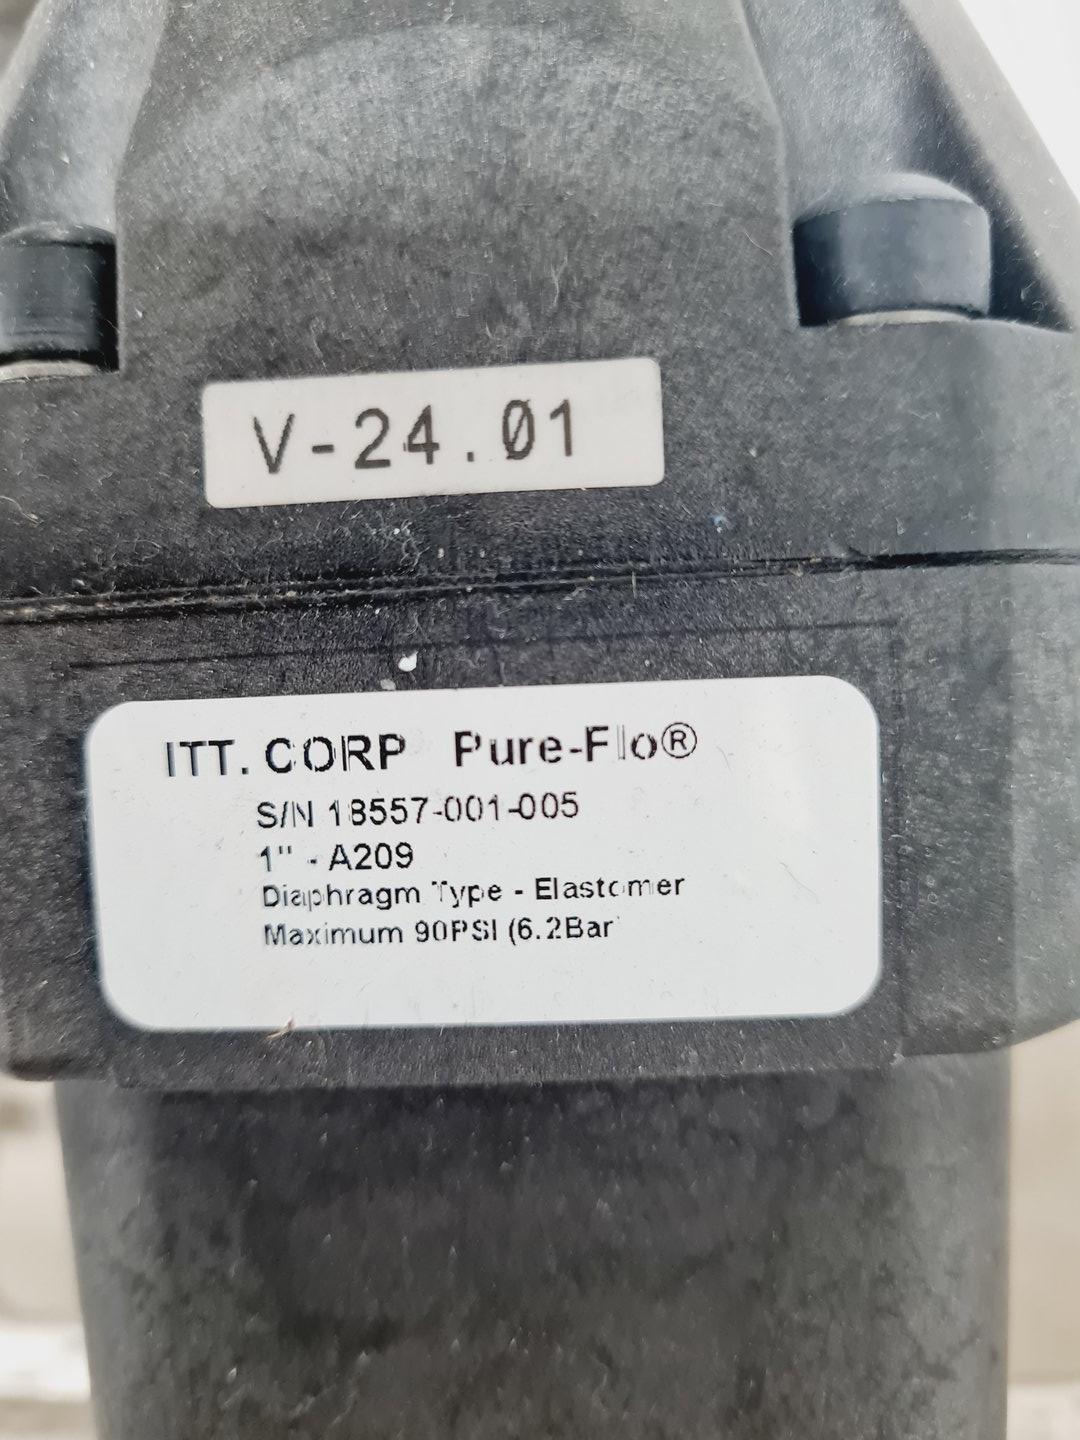 V-24.01
ITT. CORP Pure-Flo®
S/N 18557-001-005
1" - A209
Diaphragm Type - Elastomer
Maximum 90PSI (6.2Bar)